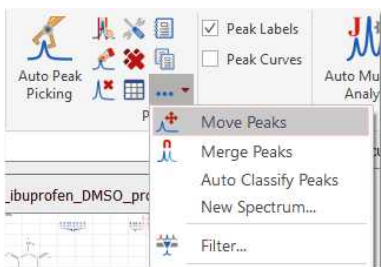 Auto Peak
Picking
Peak Labels
Peak Curves
Auto Mu
Analy
P
Move Peaks
Merge Peaks
Auto Classify Peaks
New Spectrum...
Filter...
_ibuprofen_DMSO_pro